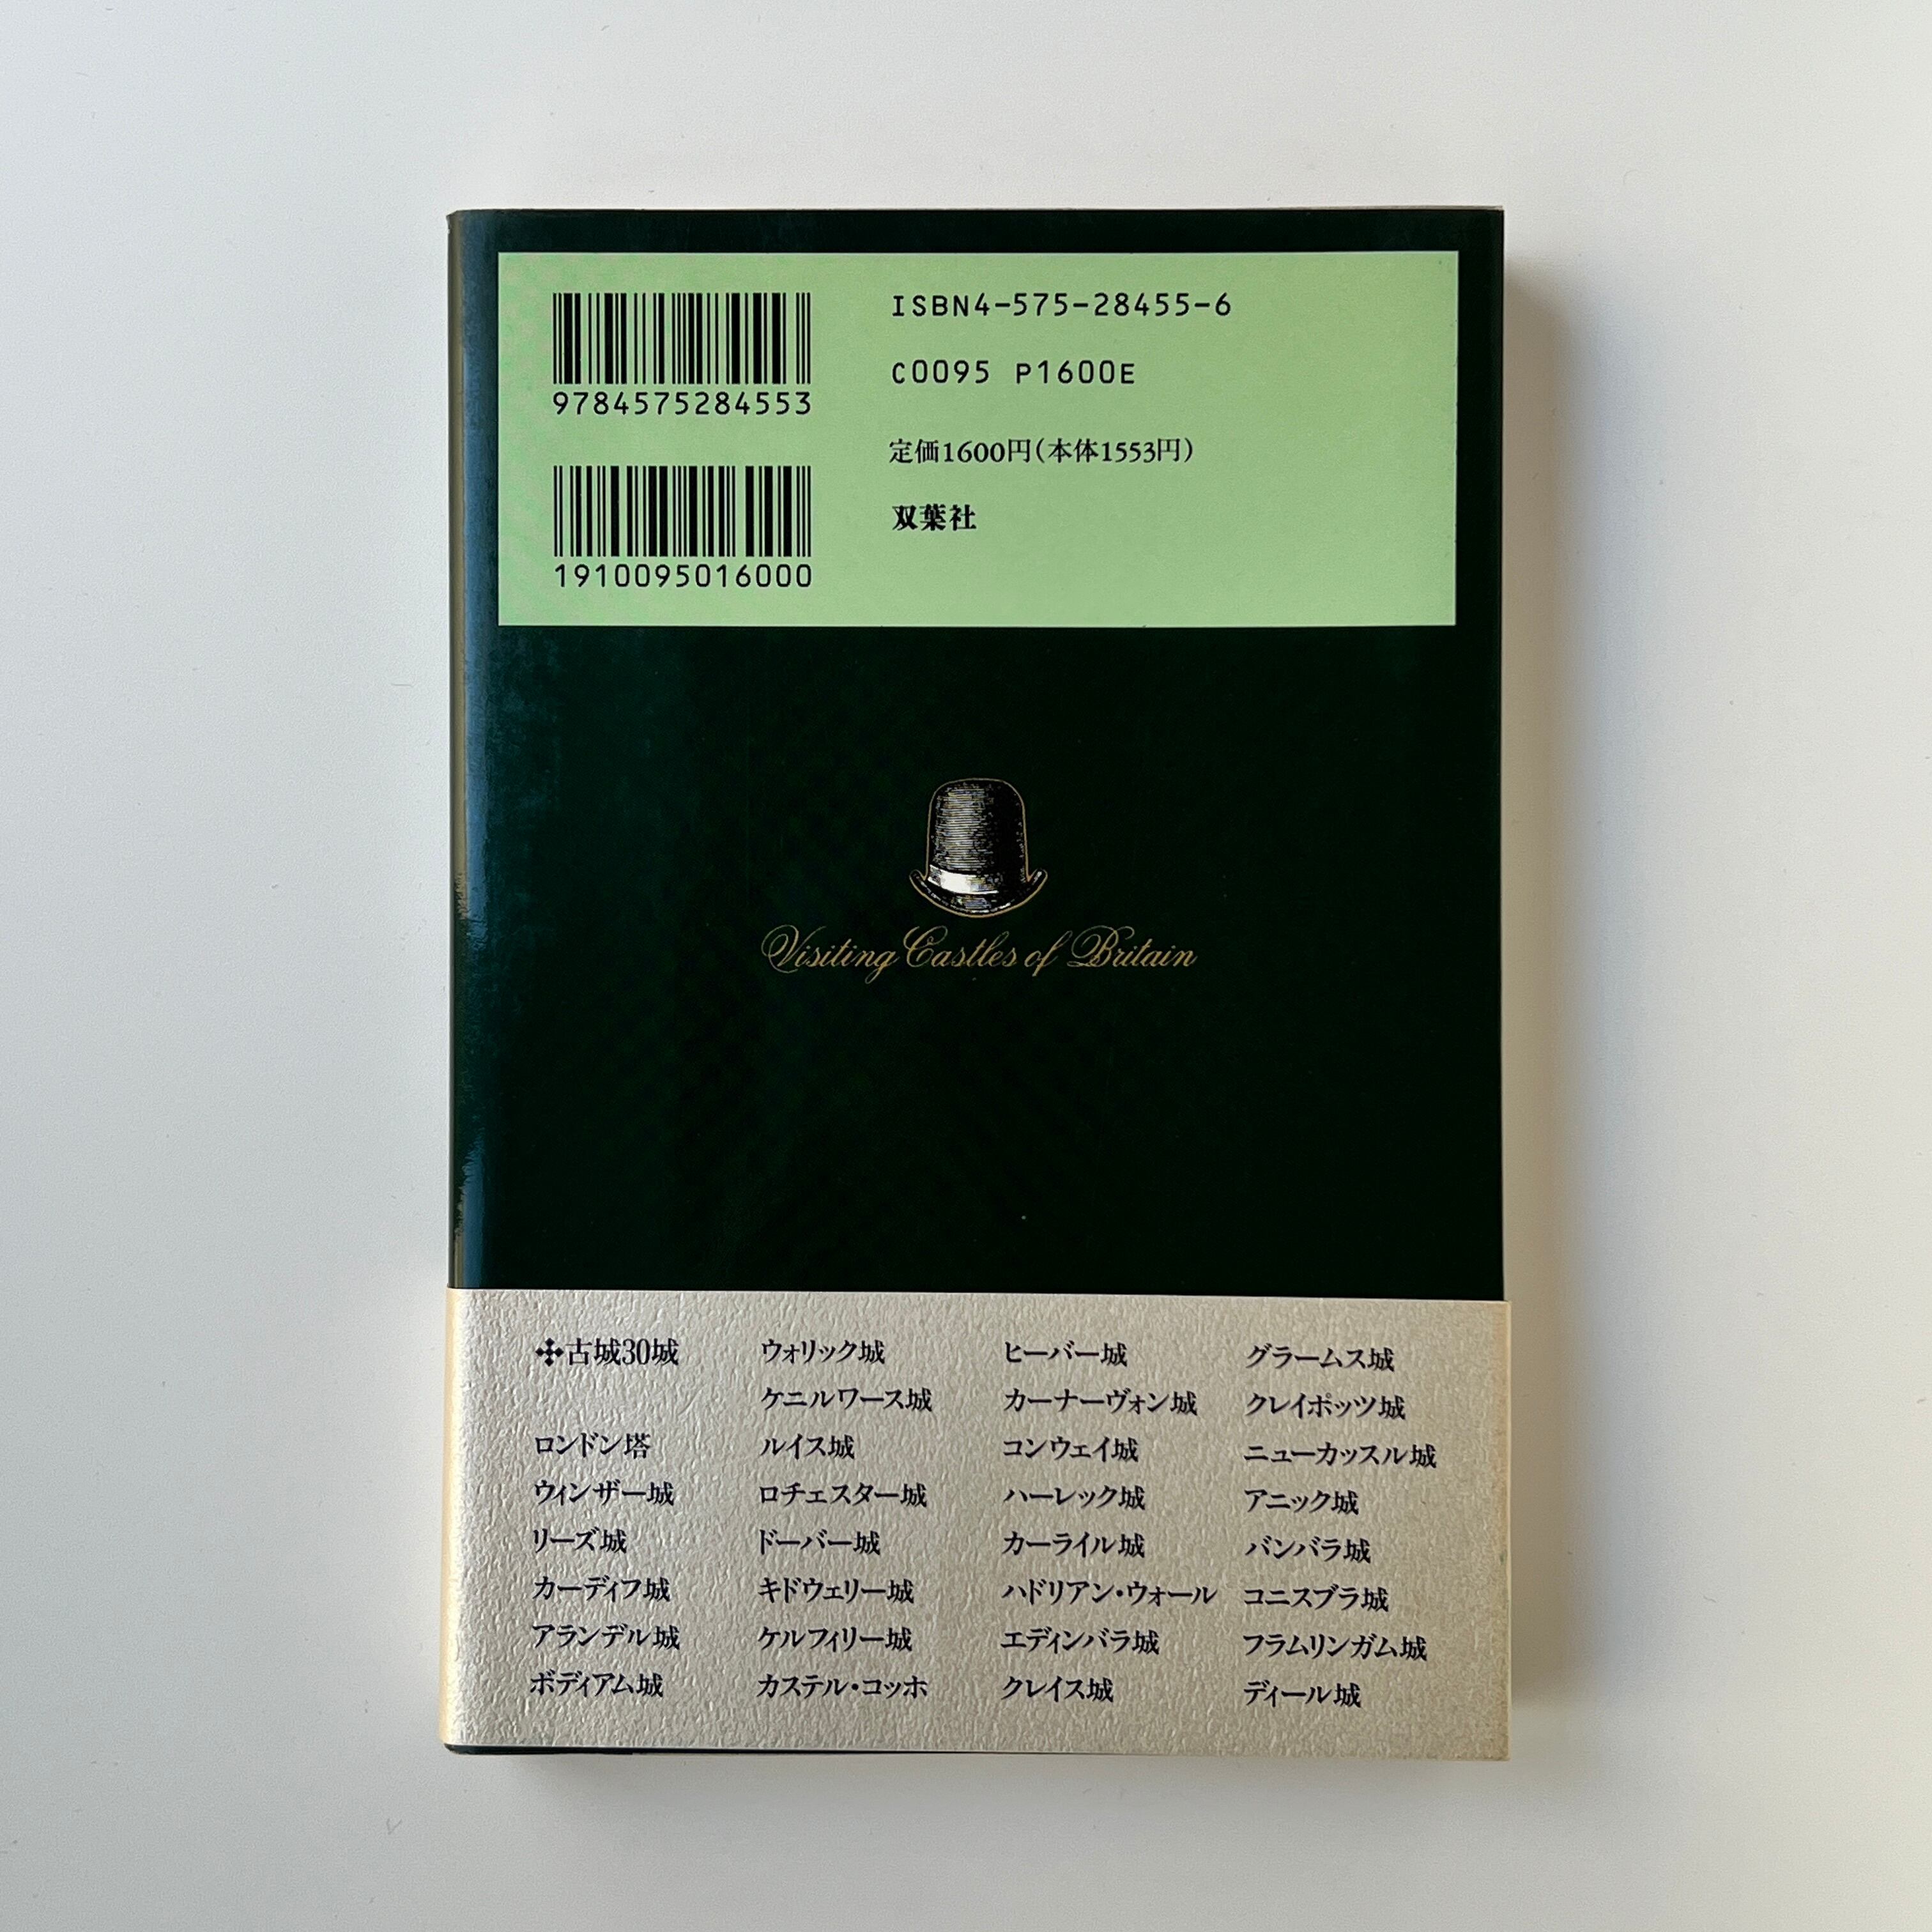 9784575284553
1910095016000
ISBN4-575-28455-6
C0095 P1600E
定価1600円(本体1553円)
双葉社
Visiting Castles of Britain
古城30城
ロンドン塔
ウィンザー城
リーズ城
カーディフ城
アランデル城
ボディアム城
ウォリック城
ケニルワース城
ルイス城
ロチェスター城
ドーバー城
キドウェリー城
ケルフィリー城
カステル・コッホ
ヒーバー城
カーナーヴォン城
コンウェイ城
ハーレック城
カーライル城
ハドリアン・ウォール
エディンバラ城
クレイス城
グラームス城
クレイポッツ城
ニューカッスル城
アニック城
バンバラ城
コニスブラ城
フラムリンガム城
ディール城